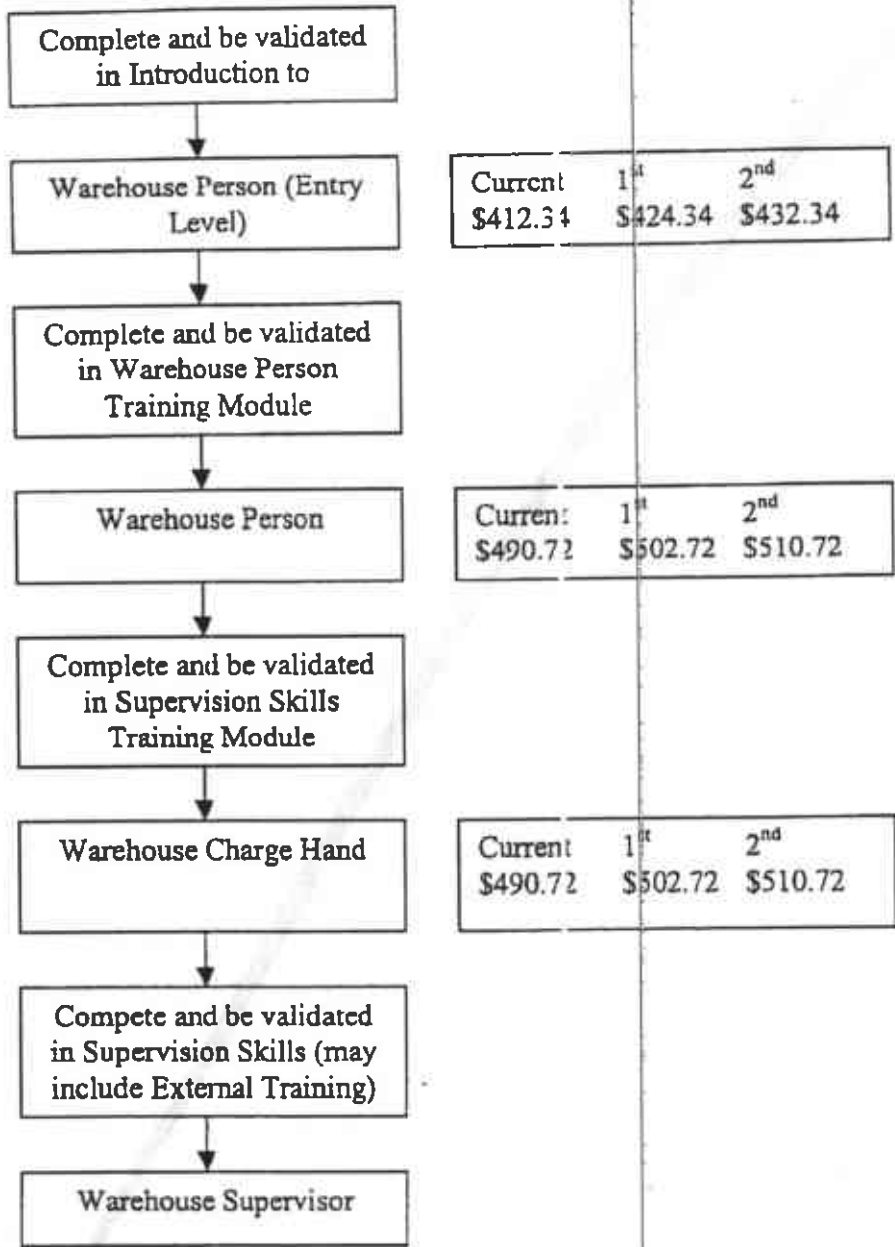 Complete and be validated
in Introduction to
Warehouse Person (Entry
Level)
Current 1st 2nd
$412.34 $424.34 $432.34
Complete and be validated
in Warehouse Person
Training Module
Warehouse Person
Current 1st 2nd
$490.72 $502.72 $510.72
Complete and be validated
in Supervision Skills
Training Module
Warehouse Charge Hand
Current 1st 2nd
$490.72 $502.72 $510.72
Compete and be validated
in Supervision Skills (may
include External Training)
Warehouse Supervisor